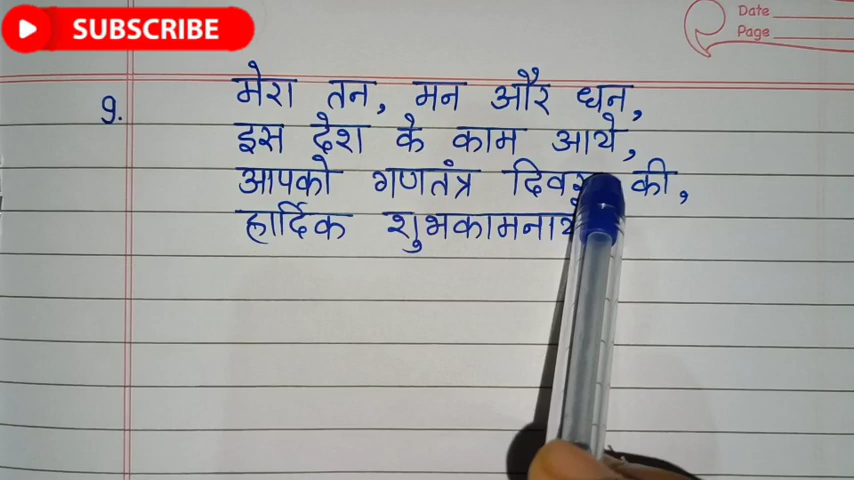 SUBSCRIBE
Date
Page
9.
मेरा तन, मन और धन,
इस देश के काम आये,
आपको गणतंत्र की,
हार्दिक